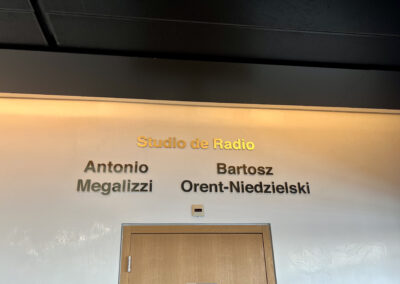 Studio de Radio
Antonio
Megalizzi
Bartosz
Orent-Niedzielski